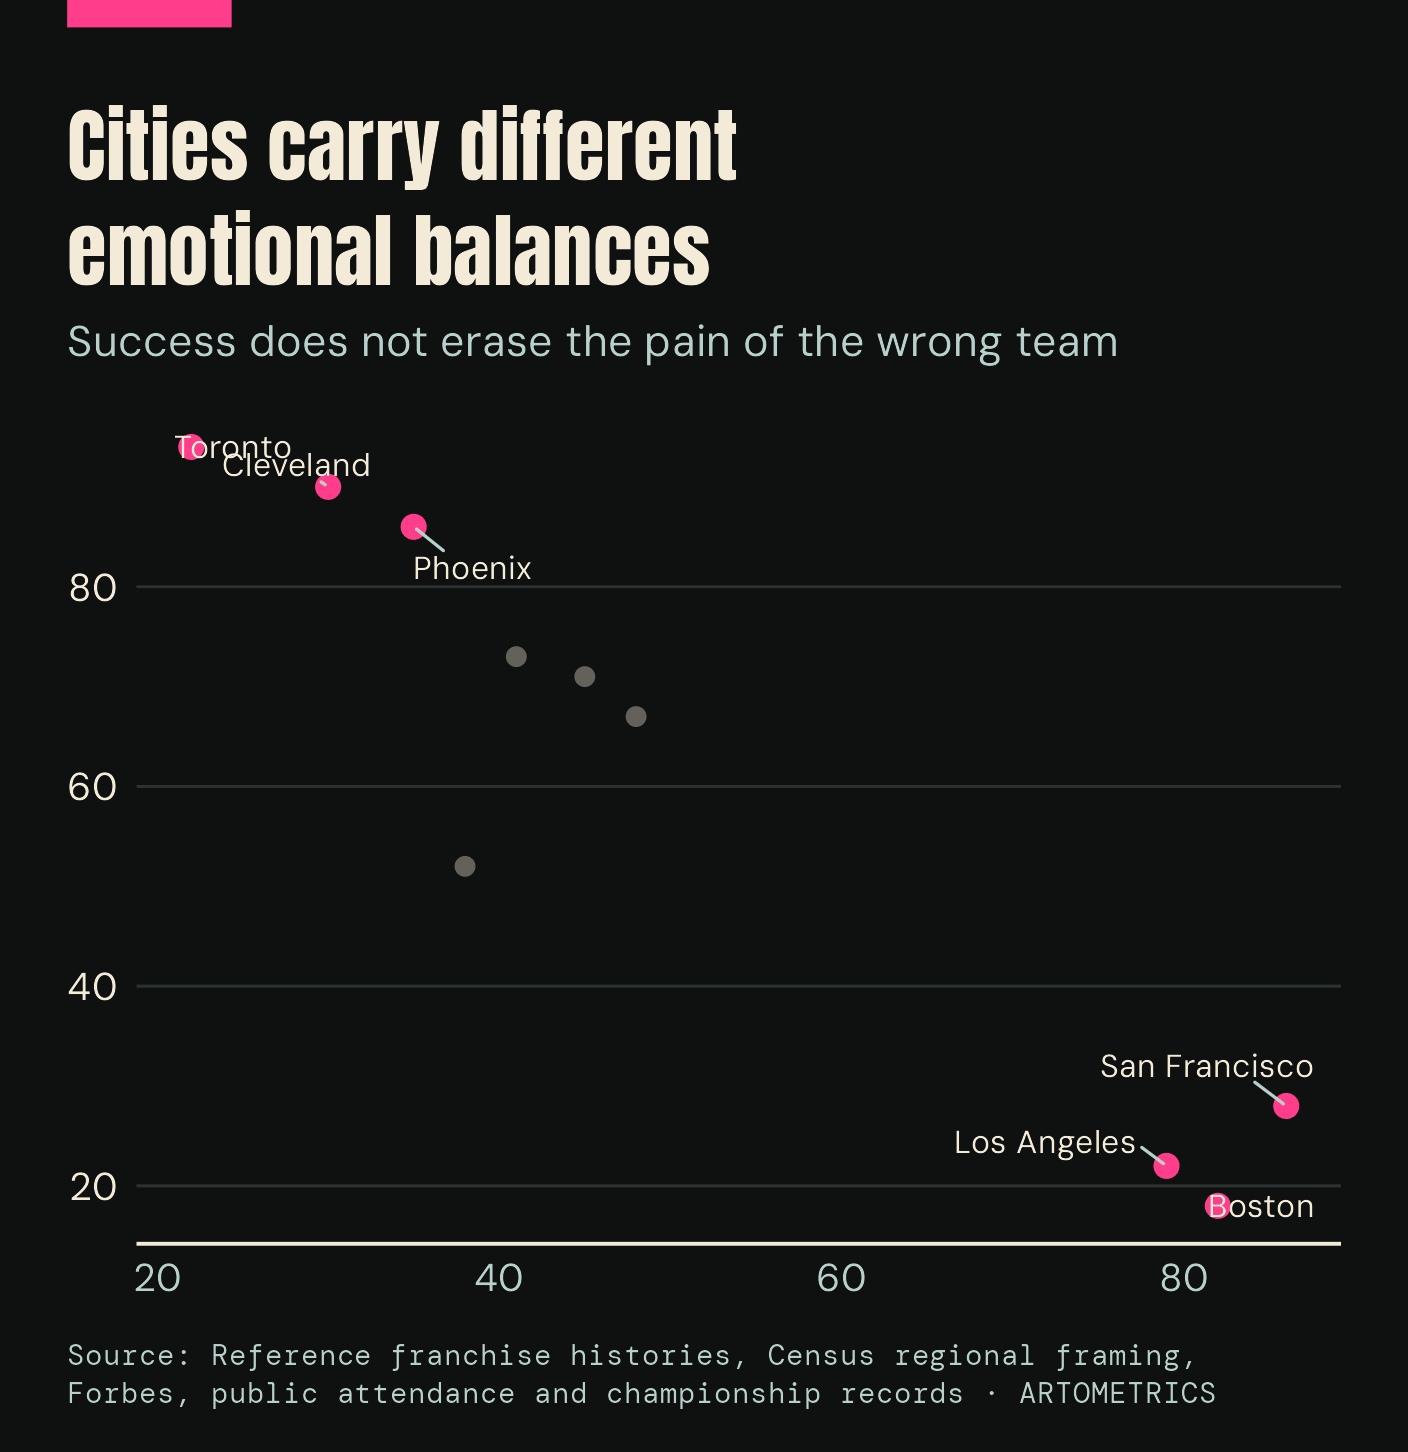 Cities carry different
emotional balances
Success does not erase the pain of the wrong team
Toronto
Cleveland
Phoenix
80
60
40
San Francisco
Los Angeles
20
Boston
20 40 60 80
Source: Reference franchise histories, Census regional framing,
Forbes, public attendance and championship records · ARTOMETRICS